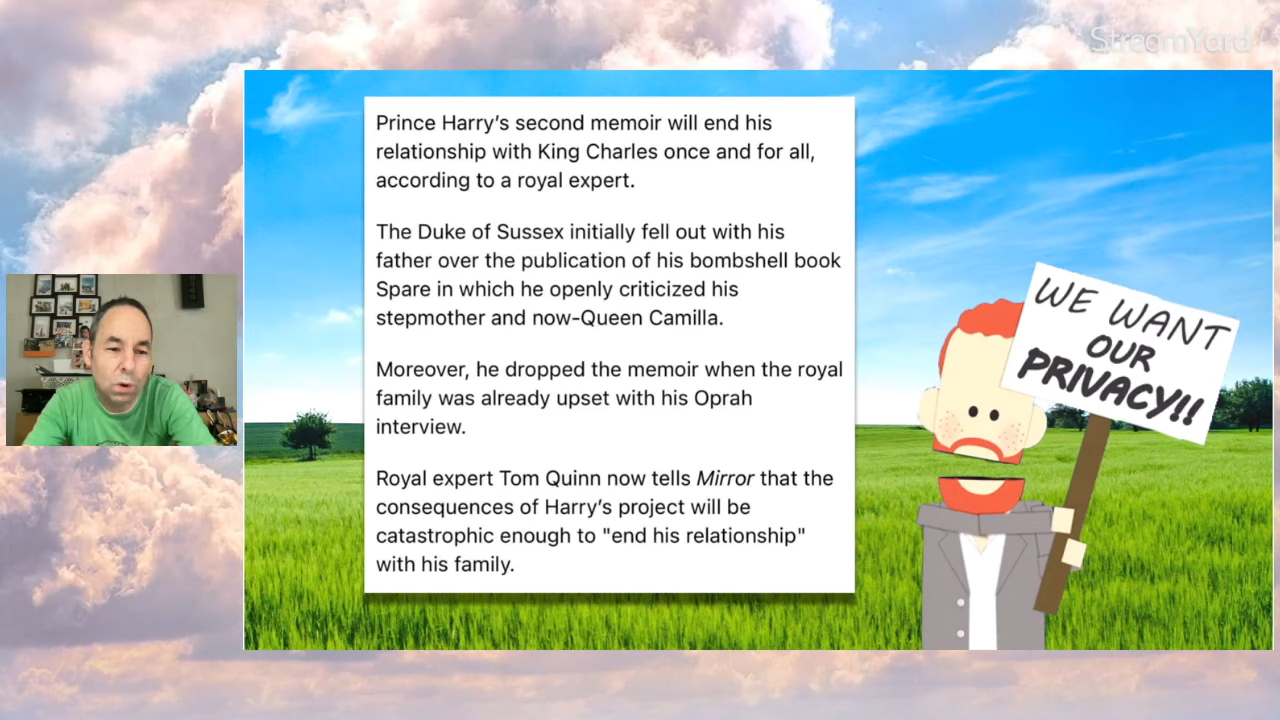 StreamYard
Prince Harry’s second memoir will end his
relationship with King Charles once and for all,
according to a royal expert.
The Duke of Sussex initially fell out with his
father over the publication of his bombshell book
Spare in which he openly criticized his
stepmother and now-Queen Camilla.
Moreover, he dropped the memoir when the royal
family was already upset with his Oprah
interview.
Royal expert Tom Quinn now tells Mirror that the
consequences of Harry’s project will be
catastrophic enough to "end his relationship"
with his family.
WE WANT
OUR
PRIVACY!!